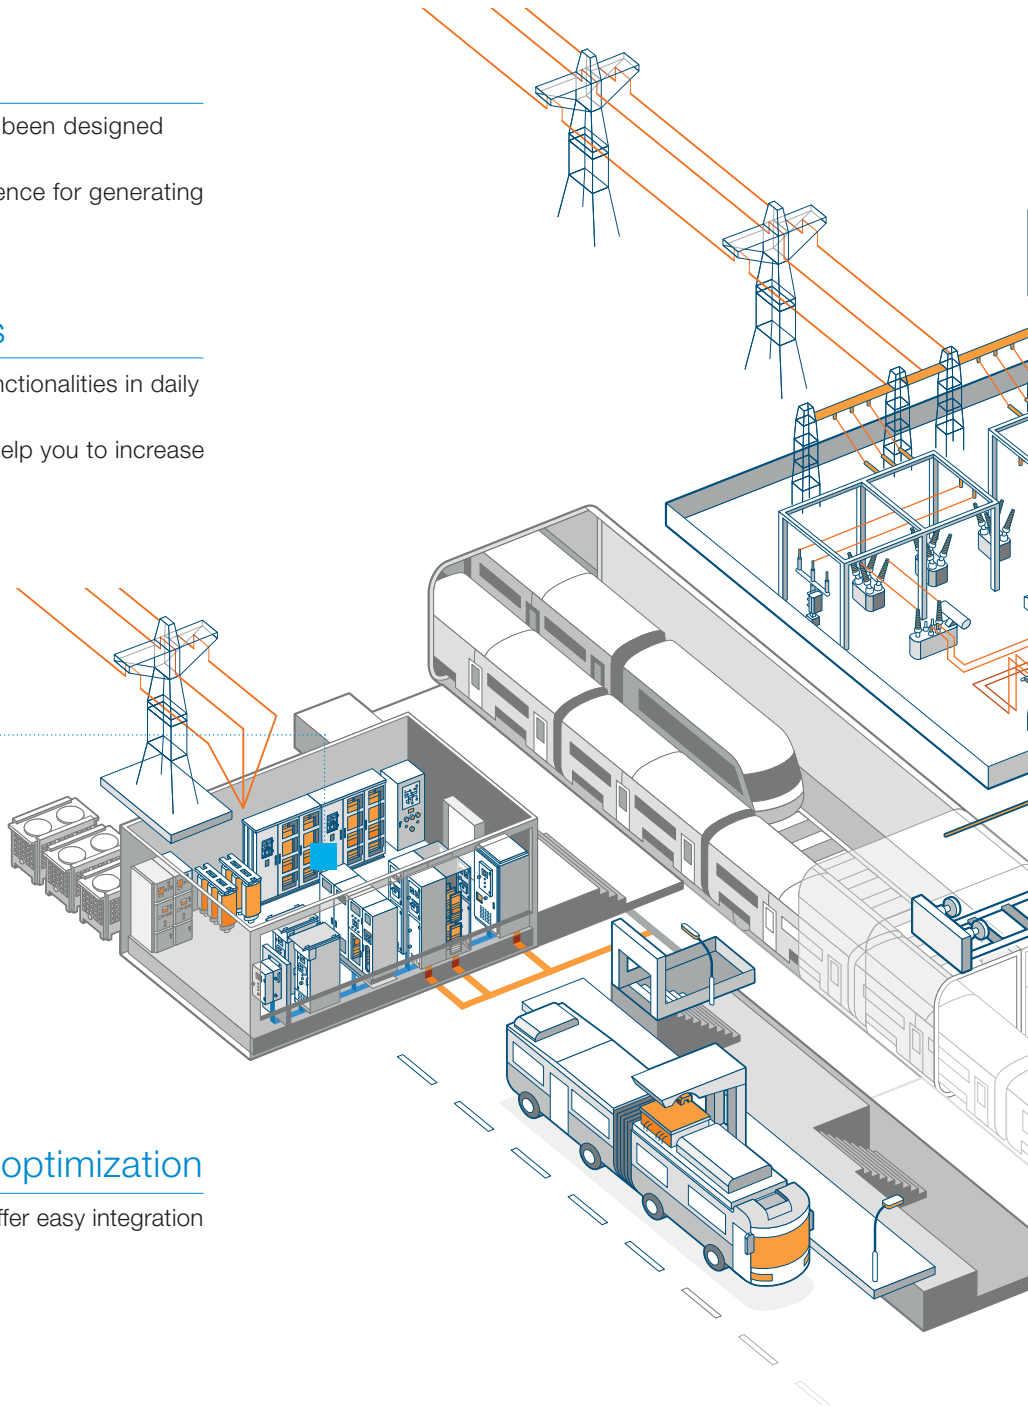 been designed
ence for generating
s
nctionalities in daily
elp you to increase
optimization
ffer easy integration